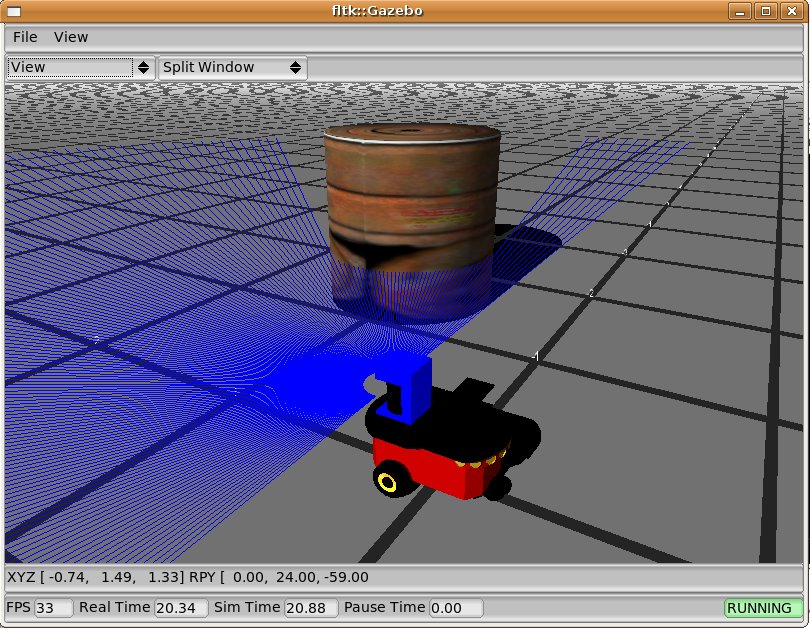 fltk::Gazebo
File View
View Split Window
4
3
2
1
XYZ [ -0.74, 1.49, 1.33] RPY [ 0.00, 24.00, -59.00
FPS 33 Real Time 20.34 Sim Time 20.88 Pause Time 0.00 RUNNING